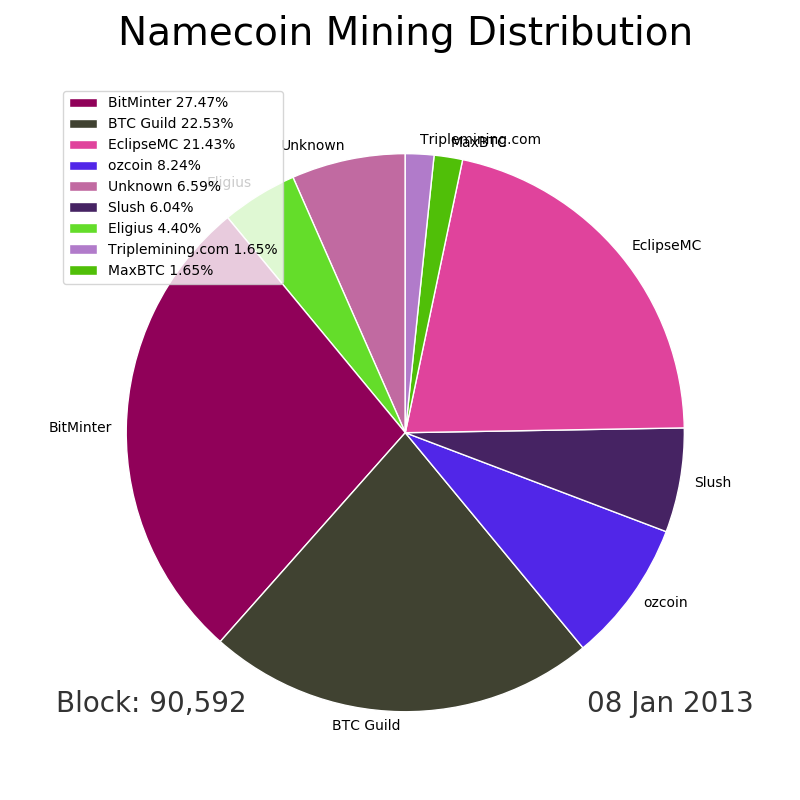 Namecoin Mining Distribution
BitMinter 27.47%
BTC Guild 22.53%
EclipseMC 21.43%
ozcoin 8.24%
Unknown 6.59%
Slush 6.04%
Eligius 4.40%
Triplemining.com 1.65%
MaxBTC 1.65%
Triplemining.com
MaxBTC
Unknown
Eligius
EclipseMC
BitMinter
Slush
ozcoin
BTC Guild
Block: 90,592
08 Jan 2013